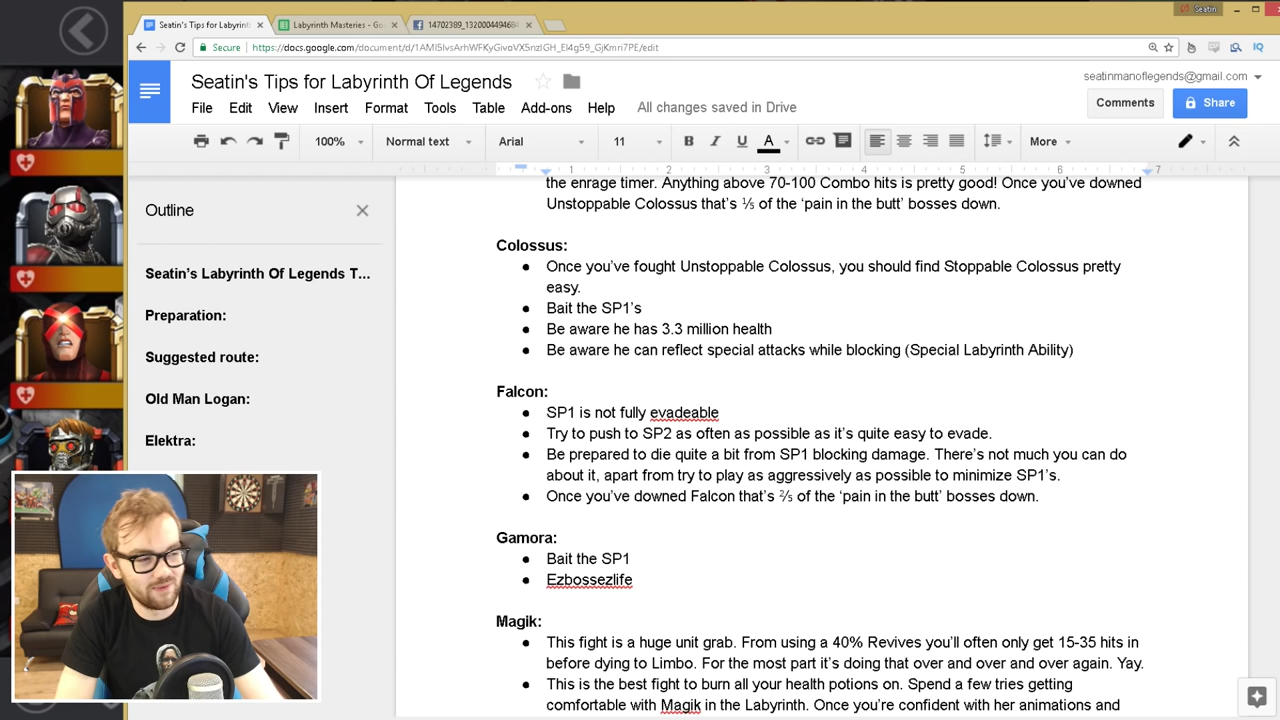 Seatin
Seatin's Tips for Labyrint
Labyrinth Masteries - Go
14702389_132000449468
Secure
https://docs.google.com/document/d/1AMI5IvsArhWFKyGivaVX5nzIGH_El4g59_GjKmri7PE/edit
Seatin's Tips for Labyrinth Of Legends
seatinmanoflegends@gmail.com
File Edit View Insert Format Tools Table Add-ons Help All changes saved in Drive
Comments
Share
100% Normal text Arial 11 B I U A More
1 2 3 4 5 6 7
Outline
Seatin's Labyrinth Of Legends T...
Preparation:
Suggested route:
Old Man Logan:
Elektra:
the enrage timer. Anything above 70-100 Combo hits is pretty good! Once you've downed
Unstoppable Colossus that's ⅕ of the 'pain in the butt' bosses down.
Colossus:
● Once you've fought Unstoppable Colossus, you should find Stoppable Colossus pretty
easy.
● Bait the SP1's
● Be aware he has 3.3 million health
● Be aware he can reflect special attacks while blocking (Special Labyrinth Ability)
Falcon:
● SP1 is not fully evadeable
● Try to push to SP2 as often as possible as it's quite easy to evade.
● Be prepared to die quite a bit from SP1 blocking damage. There's not much you can do
about it, apart from try to play as aggressively as possible to minimize SP1's.
● Once you've downed Falcon that's ⅖ of the 'pain in the butt' bosses down.
Gamora:
● Bait the SP1
● Ezbossezlife
Magik:
● This fight is a huge unit grab. From using a 40% Revives you'll often only get 15-35 hits in
before dying to Limbo. For the most part it's doing that over and over and over again. Yay.
● This is the best fight to burn all your health potions on. Spend a few tries getting
comfortable with Magik in the Labyrinth. Once you're confident with her animations and